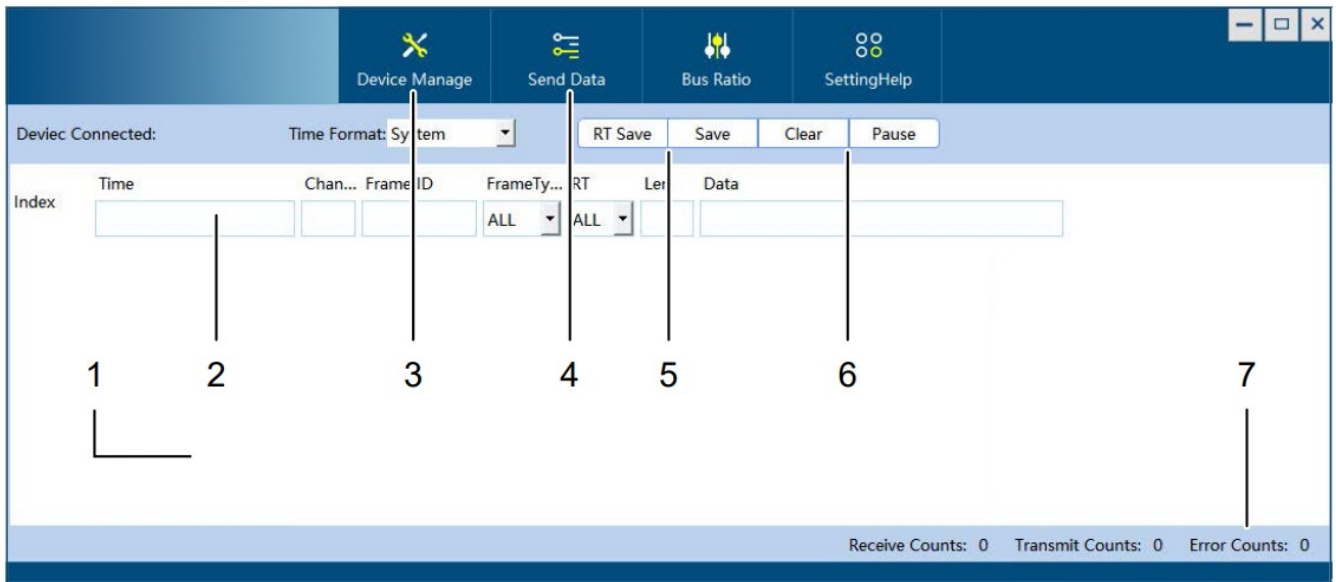 Device Manage Send Data Bus Ratio SettingHelp
Deviec Connected: Time Format: System RT Save Save Clear Pause
Index Time Chan... Frame ID FrameTy... RT Len Data
ALL ALL
1 2 3 4 5 6 7
Receive Counts: 0 Transmit Counts: 0 Error Counts: 0